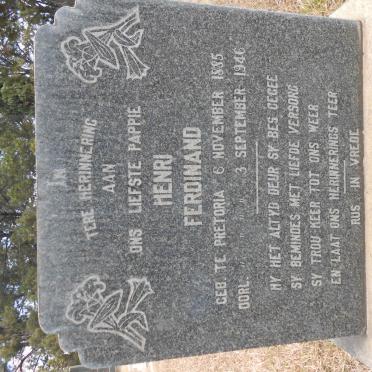 IN
TERE HERINNERING
AAN
ONS LIEFSTE PAPPIE
HENRI
FERDINAND
GEB. TE PRETORIA 6 NOVEMBER 1885
OORL. 3 SEPTEMBER 1946
HY HET ALTYD DEUR SY BES GEGEE
SY BEMINDES MET LIEFDE VERSORG
SY TROU KEER TOT ONS WEER
EN LAAT ONS HERINNERINGS TEER
RUS IN VREDE